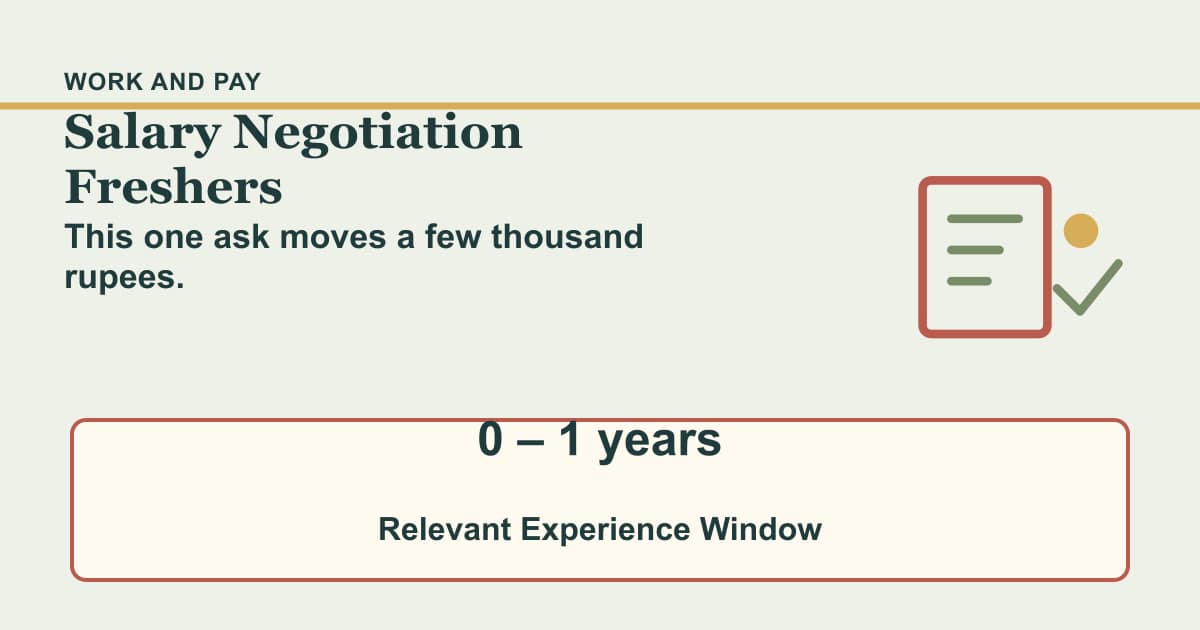 WORK AND PAY
Salary Negotiation
Freshers
This one ask moves a few thousand
rupees.
0 – 1 years
Relevant Experience Window